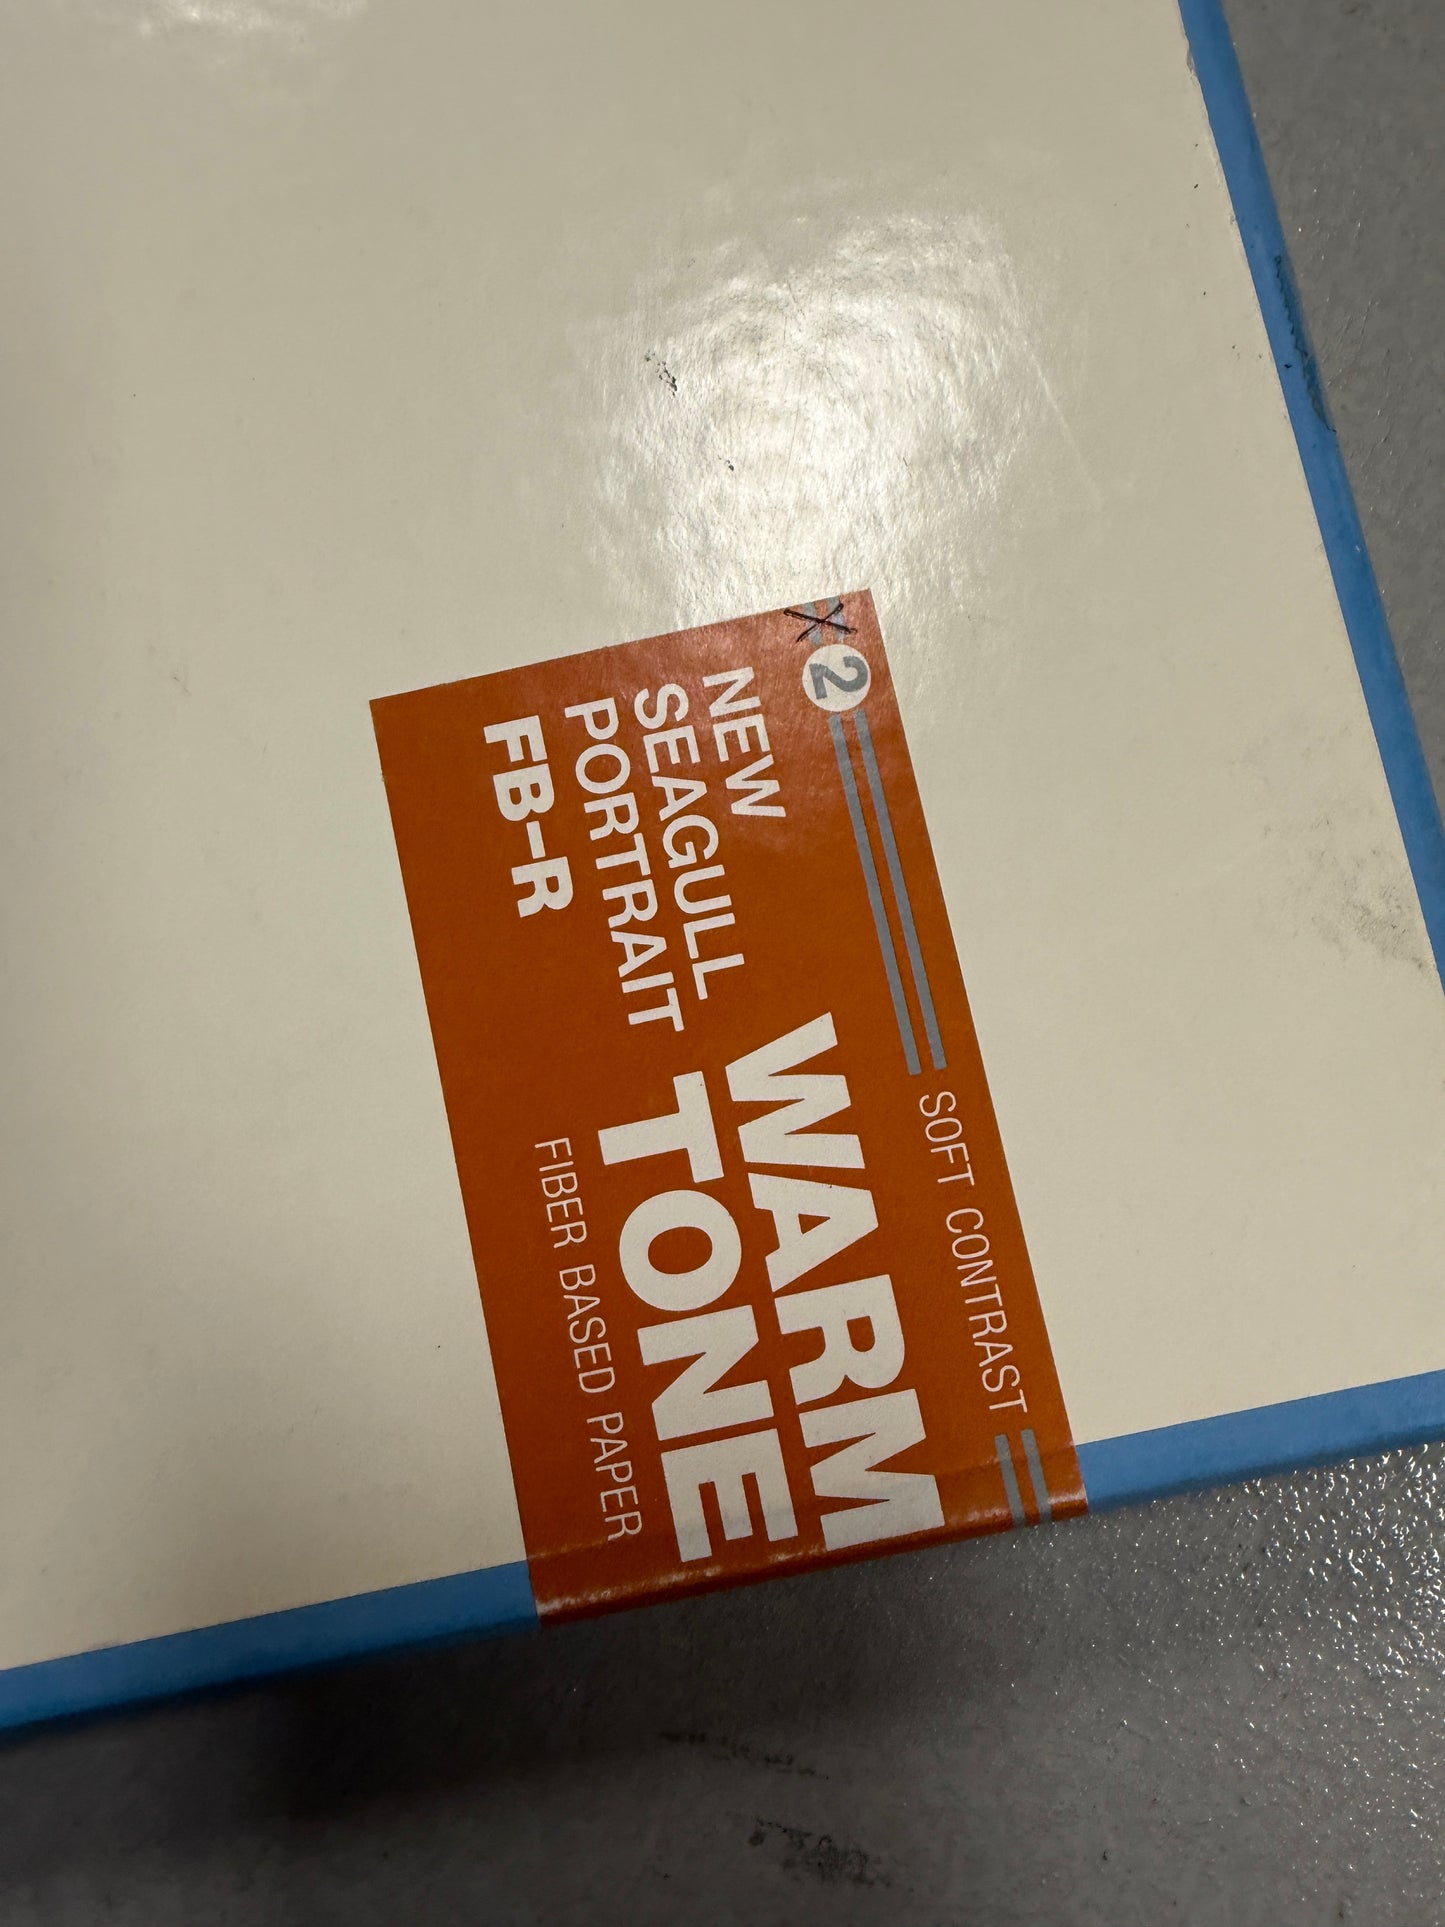 X
2
SOFT CONTRAST
NEW
SEAGULL
PORTRAIT
FB-R
WARM
TONE
FIBER BASED PAPER